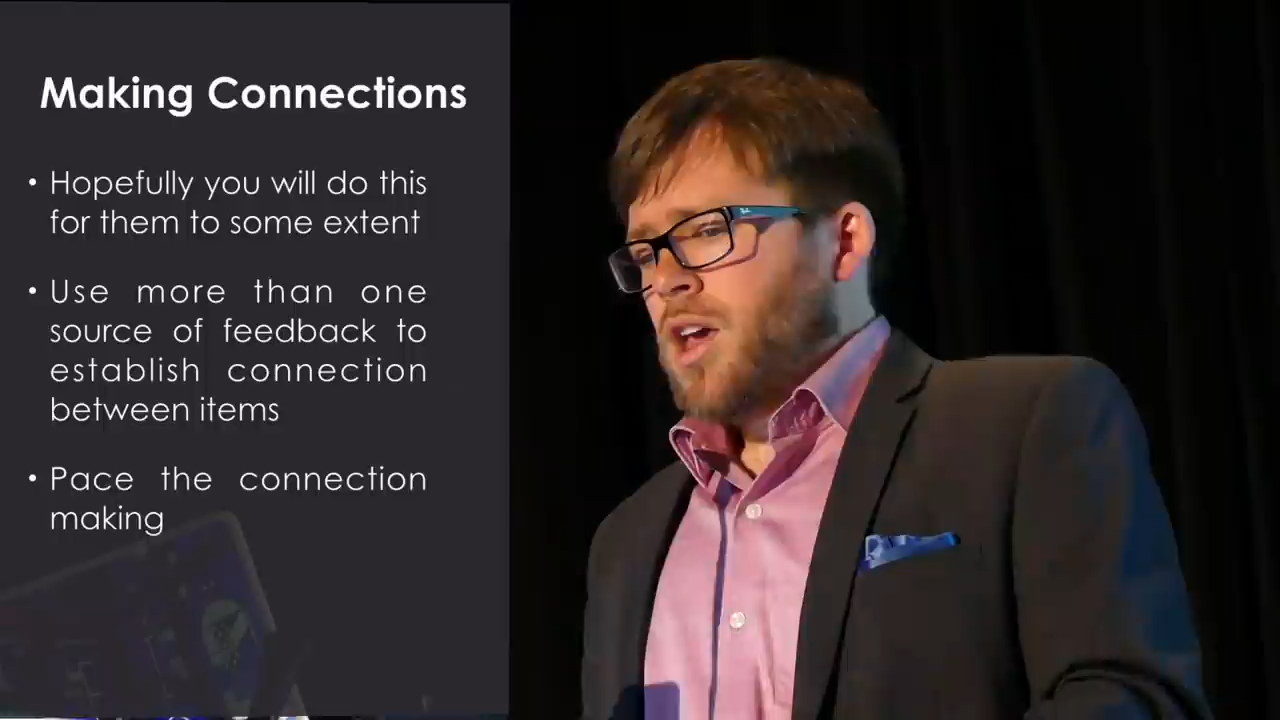 Making Connections
• Hopefully you will do this
for them to some extent
• Use more than one
source of feedback to
establish connection
between items
• Pace the connection
making